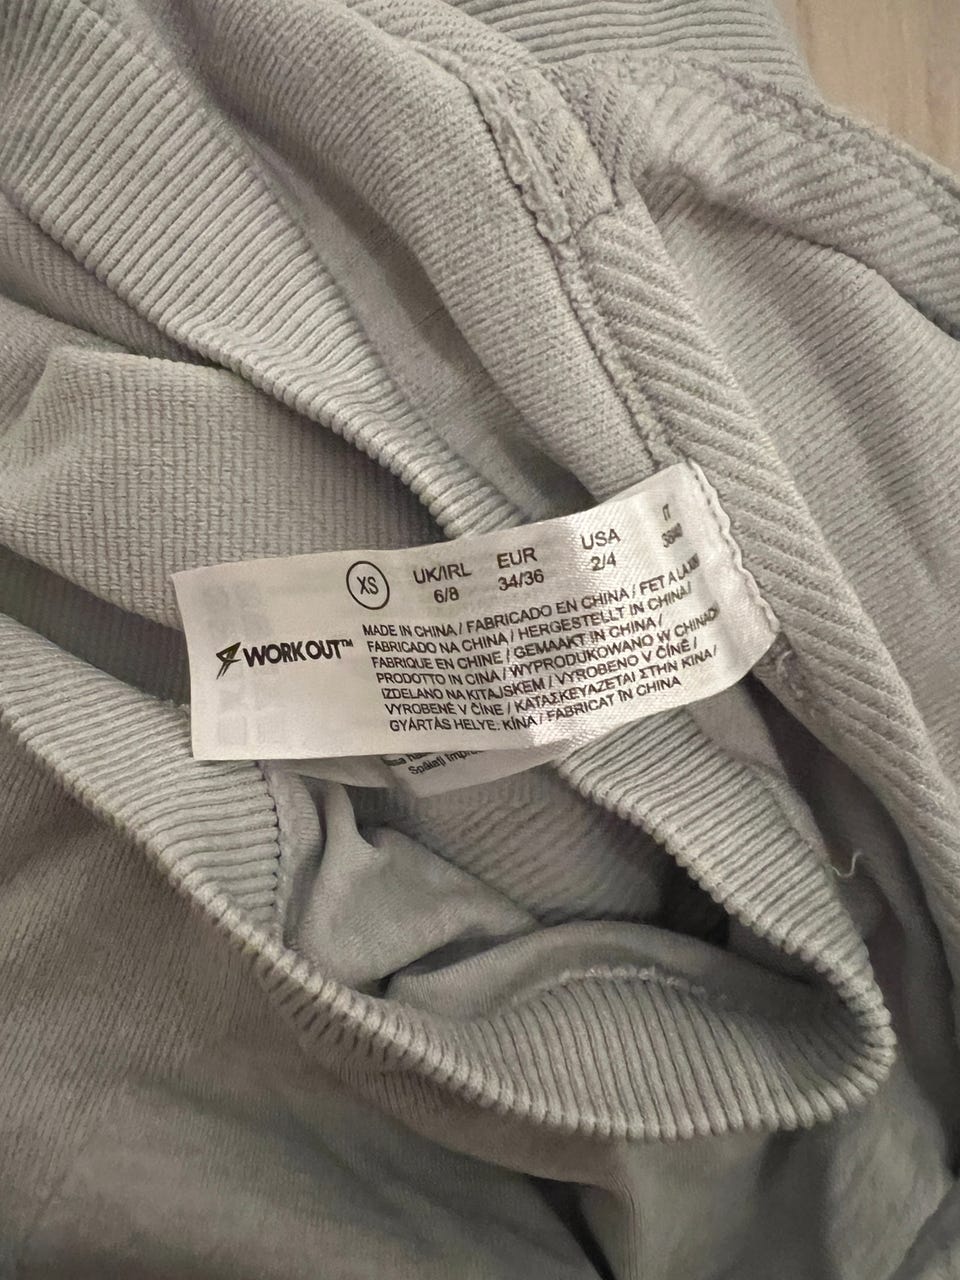 XS
UK/IRL EUR USA IT
6/8 34/36 2/4
WORKOUT™
MADE IN CHINA / FABRICADO EN CHINA / FET A LA
FABRICADO NA CHINA / HERGESTELLT IN CHINA /
FABRIQUE EN CHINE / GEMAAKT IN CHINA /
PRODOTTO IN CINA / WYPRODUKOWANO W CHINACH
IZDELANO NA KITAJSKEM / VYROBENO V ČÍNE /
VYROBENÉ V ČÍNE / ΚΑΤΑΣΚΕΥΑΖΕΤΑΙ ΣΤΗΝ ΚΙΝΑ /
GYÁRTÁS HELYE: KÍNA / FABRICAT ÎN CHINA
Spălați